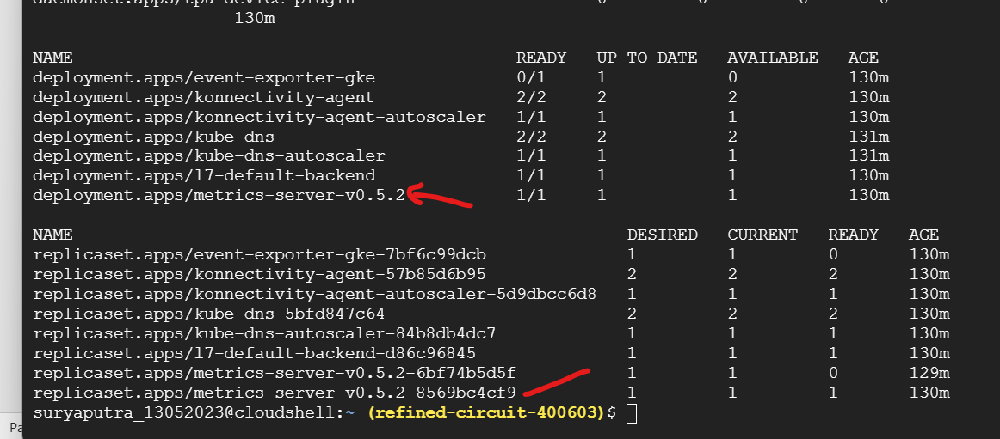 130m
NAME READY UP-TO-DATE AVAILABLE AGE
deployment.apps/event-exporter-gke 0/1 1 0 130m
deployment.apps/konnectivity-agent 2/2 2 2 130m
deployment.apps/konnectivity-agent-autoscaler 1/1 1 1 130m
deployment.apps/kube-dns 2/2 2 2 131m
deployment.apps/kube-dns-autoscaler 1/1 1 1 131m
deployment.apps/l7-default-backend 1/1 1 1 130m
deployment.apps/metrics-server-v0.5.2 1/1 1 1 130m
NAME DESIRED CURRENT READY AGE
replicaset.apps/event-exporter-gke-7bf6c99dcb 1 1 0 130m
replicaset.apps/konnectivity-agent-57b85d6b95 2 2 2 130m
replicaset.apps/konnectivity-agent-autoscaler-5d9dbcc6d8 1 1 1 130m
replicaset.apps/kube-dns-5bfd847c64 2 2 2 130m
replicaset.apps/kube-dns-autoscaler-84b8db4dc7 1 1 1 130m
replicaset.apps/l7-default-backend-d86c96845 1 1 1 130m
replicaset.apps/metrics-server-v0.5.2-6bf74b5d5f 1 1 0 129m
replicaset.apps/metrics-server-v0.5.2-8569bc4cf9 1 1 1 130m
suryaputra_13052023@cloudshell:~ (refined-circuit-400603)$